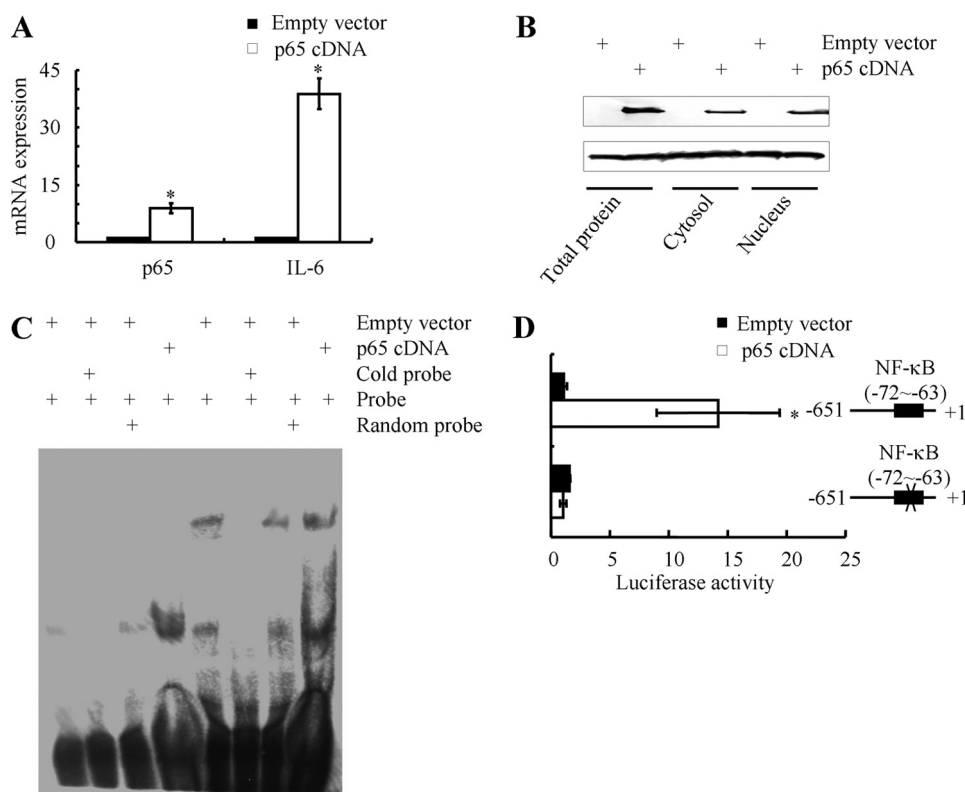 A
Empty vector
p65 cDNA
mRNA expression
45
30
15
0
*
*
p65
IL-6
B
+ + + Empty vector
+ + + p65 cDNA
Total protein
Cytosol
Nucleus
C
+ + + + + + Empty vector
+ + p65 cDNA
+ + Cold probe
+ + + + + + + + Probe
+ + Random probe
D
Empty vector
p65 cDNA
NF-κB
(-72~-63)
-651 +1
*
NF-κB
(-72~-63)
-651 +1
0 5 10 15 20 25
Luciferase activity